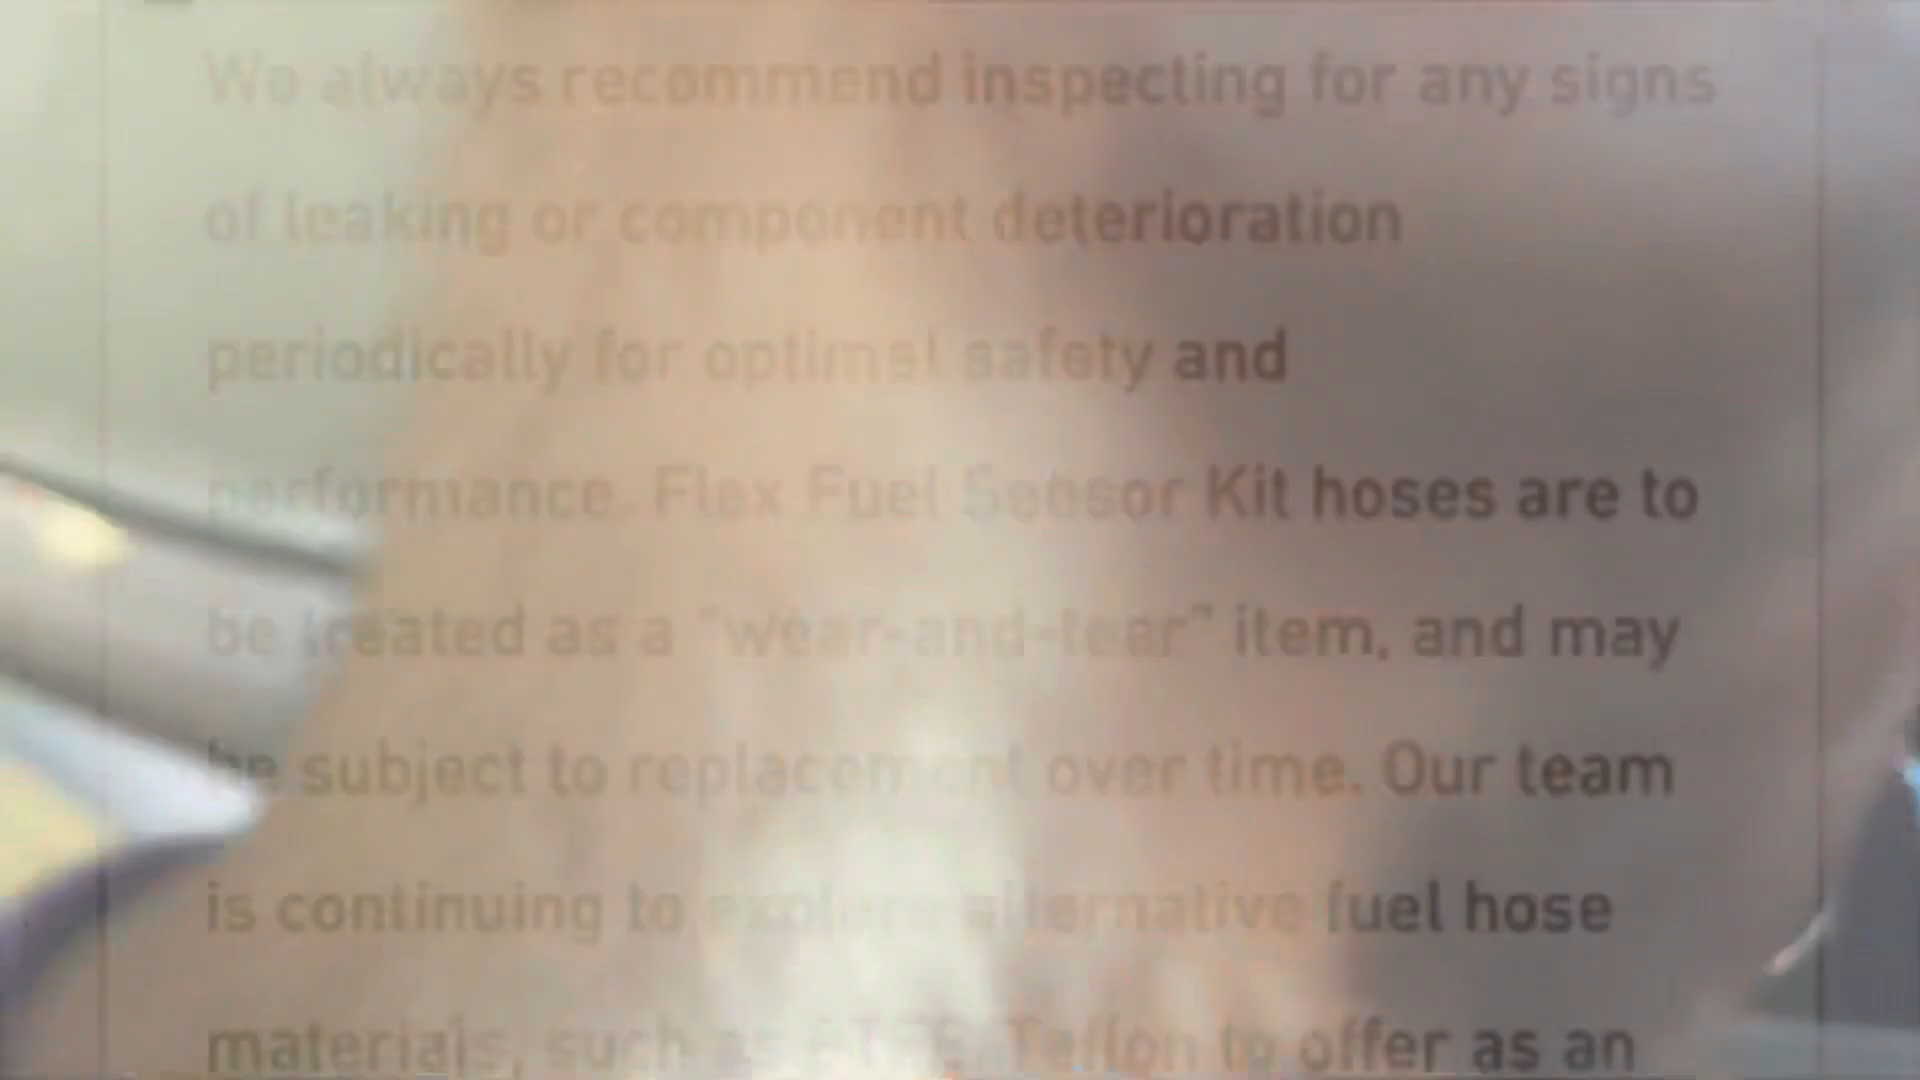 We always recommend inspecting for any signs
of leaking or component deterioration
periodically for optimal safety and
performance. Flex Fuel Sensor Kit hoses are to
be treated as a "wear-and-tear" item, and may
be subject to replacement over time. Our team
is continuing to explore alternative fuel hose
materials, such as PTFE/Teflon to offer as an